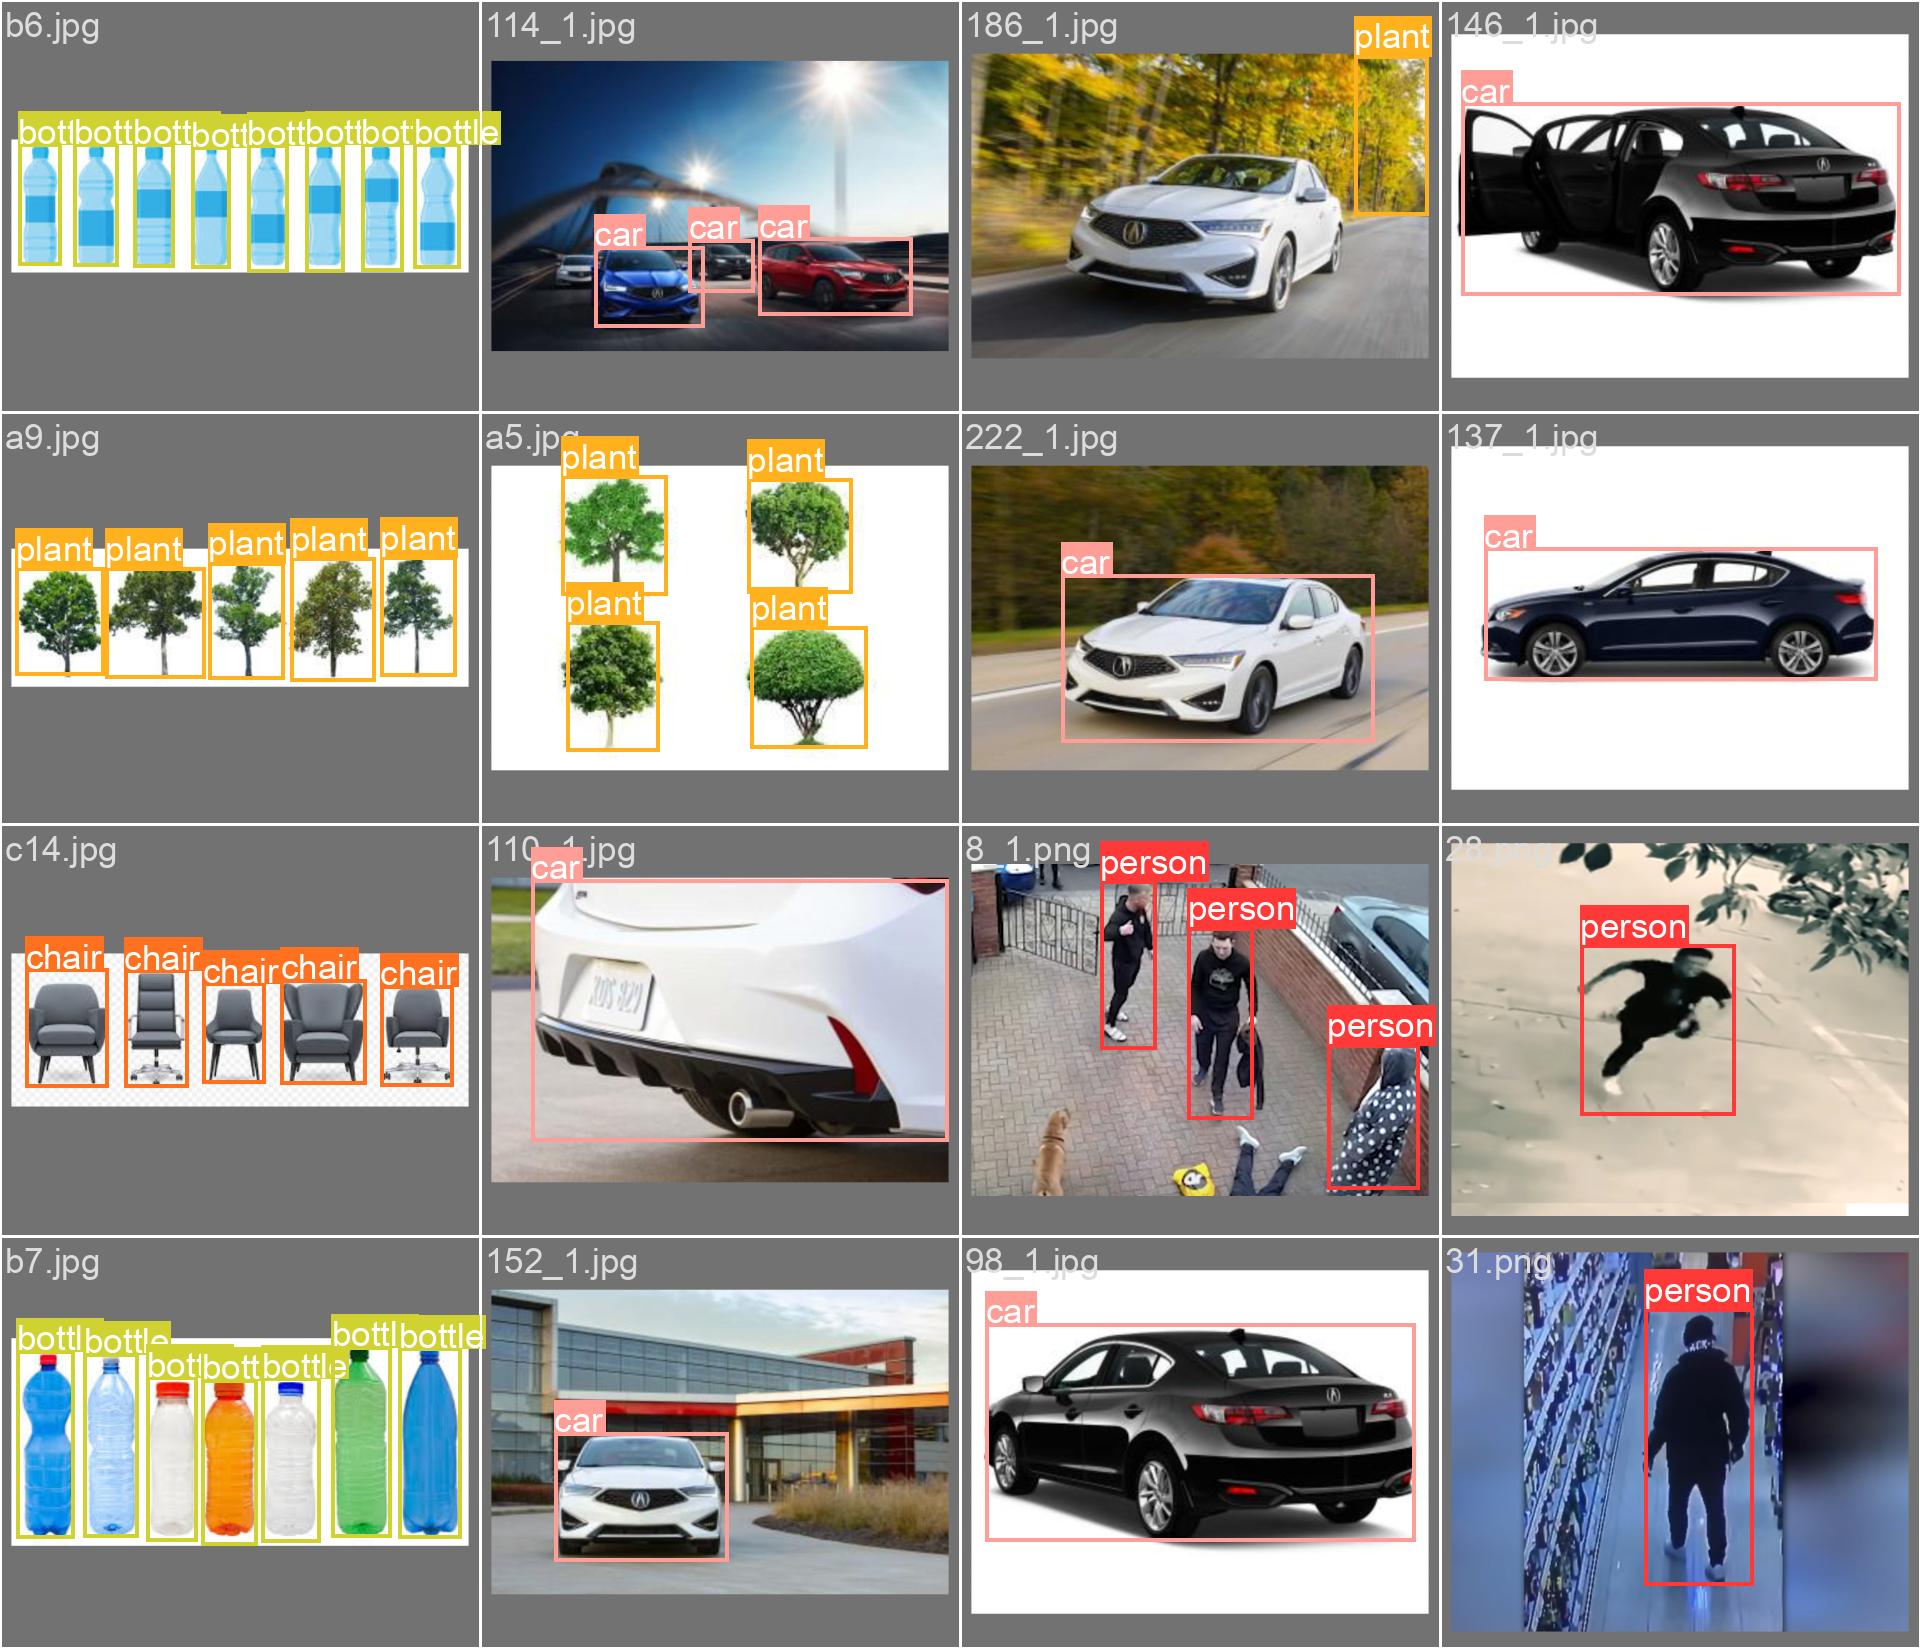 b6.jpg
bott bott bott bott bott bott bot bottle
114_1.jpg
car car car
186_1.jpg
plant
146_1.jpg
car
a9.jpg
plant plant plant plant plant
a5.jpg
plant plant
plant plant
222_1.jpg
car
137_1.jpg
car
c14.jpg
chair chair chair chair chair
110_1.jpg
car
8_1.png
person
person
person
28.png
person
b7.jpg
bottl bottle bott bott bottle bottl bottle
152_1.jpg
car
98_1.jpg
car
31.png
person